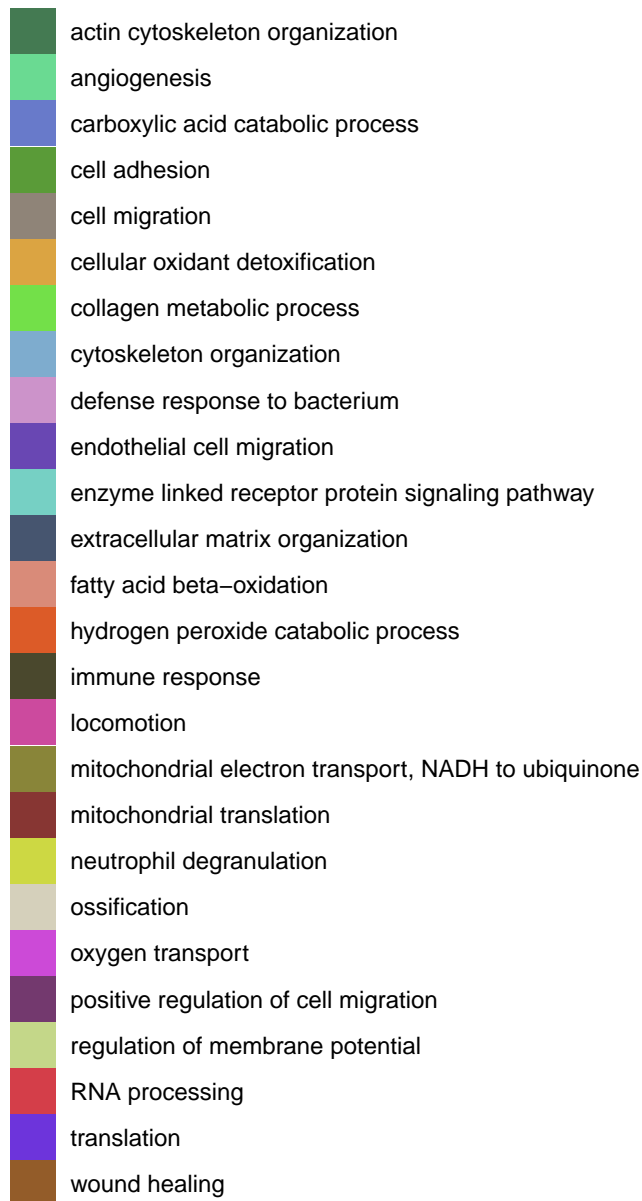 actin cytoskeleton organization
angiogenesis
carboxylic acid catabolic process
cell adhesion
cell migration
cellular oxidant detoxification
collagen metabolic process
cytoskeleton organization
defense response to bacterium
endothelial cell migration
enzyme linked receptor protein signaling pathway
extracellular matrix organization
fatty acid beta−oxidation
hydrogen peroxide catabolic process
immune response
locomotion
mitochondrial electron transport, NADH to ubiquinone
mitochondrial translation
neutrophil degranulation
ossification
oxygen transport
positive regulation of cell migration
regulation of membrane potential
RNA processing
translation
wound healing